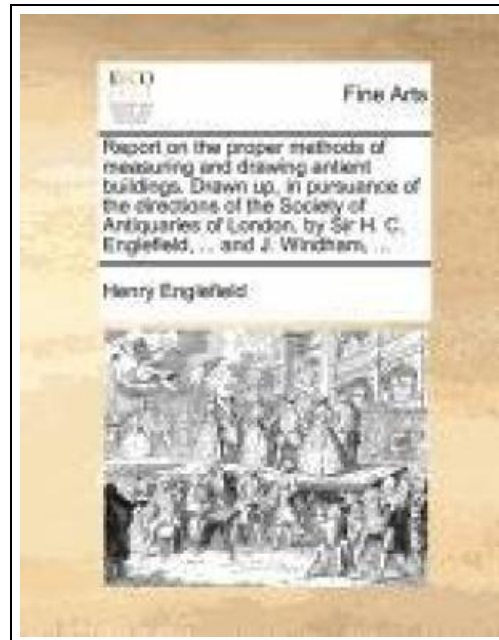 ECCO
Fine Arts
Report on the proper methods of
measuring and drawing antient
buildings. Drawn up, in pursuance of
the directions of the Society of
Antiquaries of London, by Sir H. C.
Englefield, ... and J. Windham, ...
Henry Englefield